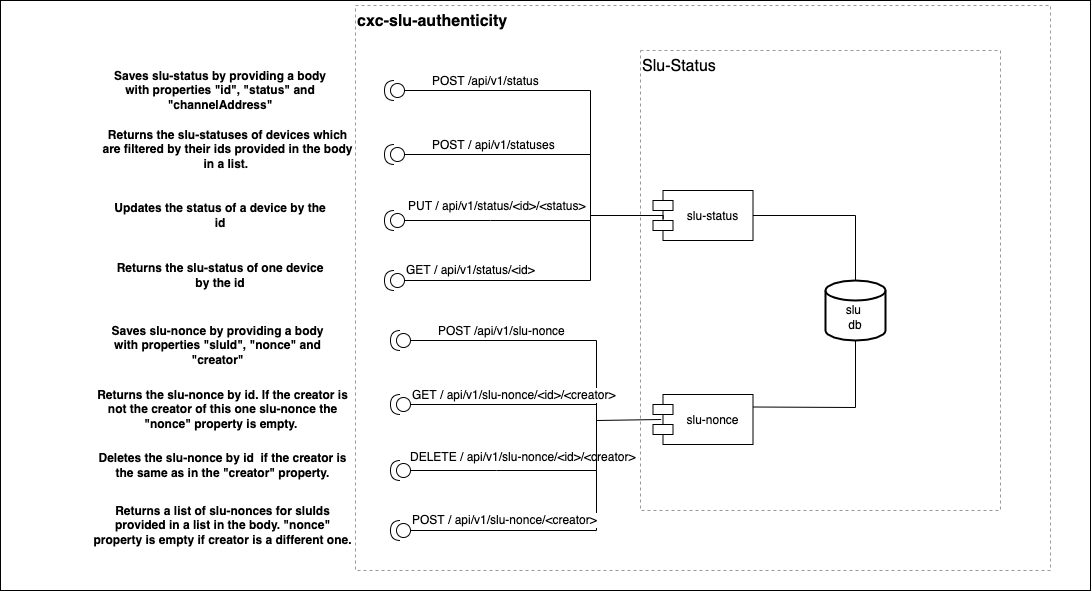 cxc-slu-authenticity
Slu-Status
Saves slu-status by providing a body
with properties "id", "status" and
"channelAddress"
POST /api/v1/status
Returns the slu-statuses of devices which
are filtered by their ids provided in the body
in a list.
POST / api/v1/statuses
Updates the status of a device by the
id
PUT / api/v1/status/<id>/<status>
slu-status
Returns the slu-status of one device
by the id
GET / api/v1/status/<id>
slu
db
Saves slu-nonce by providing a body
with properties "sluId", "nonce" and
"creator"
POST /api/v1/slu-nonce
Returns the slu-nonce by id. If the creator is
not the creator of this one slu-nonce the
"nonce" property is empty.
GET / api/v1/slu-nonce/<id>/<creator>
slu-nonce
Deletes the slu-nonce by id  if the creator is
the same as in the "creator" property.
DELETE / api/v1/slu-nonce/<id>/<creator>
Returns a list of slu-nonces for sluIds
provided in a list in the body. "nonce"
property is empty if creator is a different one.
POST / api/v1/slu-nonce/<creator>